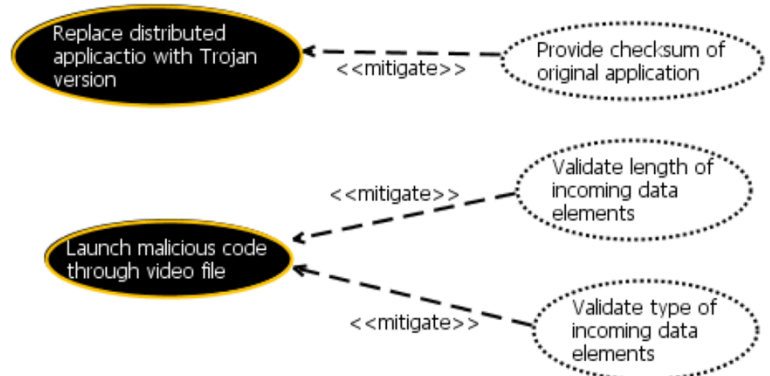 Replace distributed
applicactio with Trojan
version
<<mitigate>>
Provide checksum of
original application
Validate length of
incoming data
elements
<<mitigate>>
Launch malicious code
through video file
<<mitigate>>
Validate type of
incoming data
elements